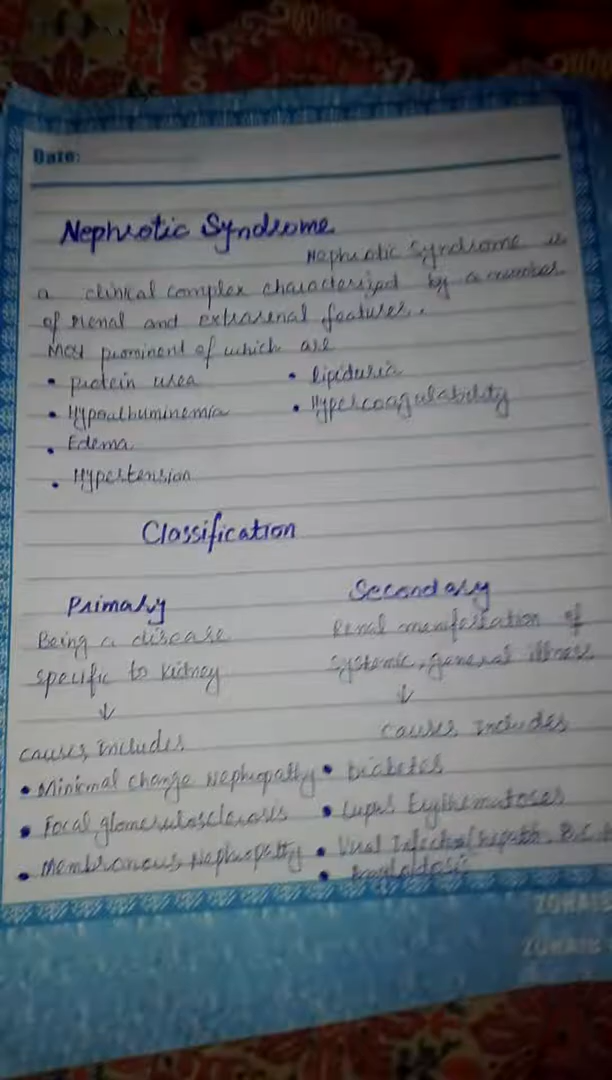 Date:
Nephrotic Syndrome
Nephrotic Syndrome is
a clinical complex characterized by a number
of renal and extrarenal features.
Most prominent of which are
• protein urea • lipiduria
• Hypoalbuminemia • Hypercoagulability
• Edema
• Hypertension
Classification
Primary Secondary
Being a disease Renal manifestation of
specific to kidney systemic, general illness
↓ ↓
causes includes causes includes
• Minimal change Nephropathy • Diabetes
• Focal glomerulosclerosis • Lupus Erythematoses
• Membranous Nephropathy • Viral Infection B.C
• Amyloidosis
ZOHAIB
ZOHAIB